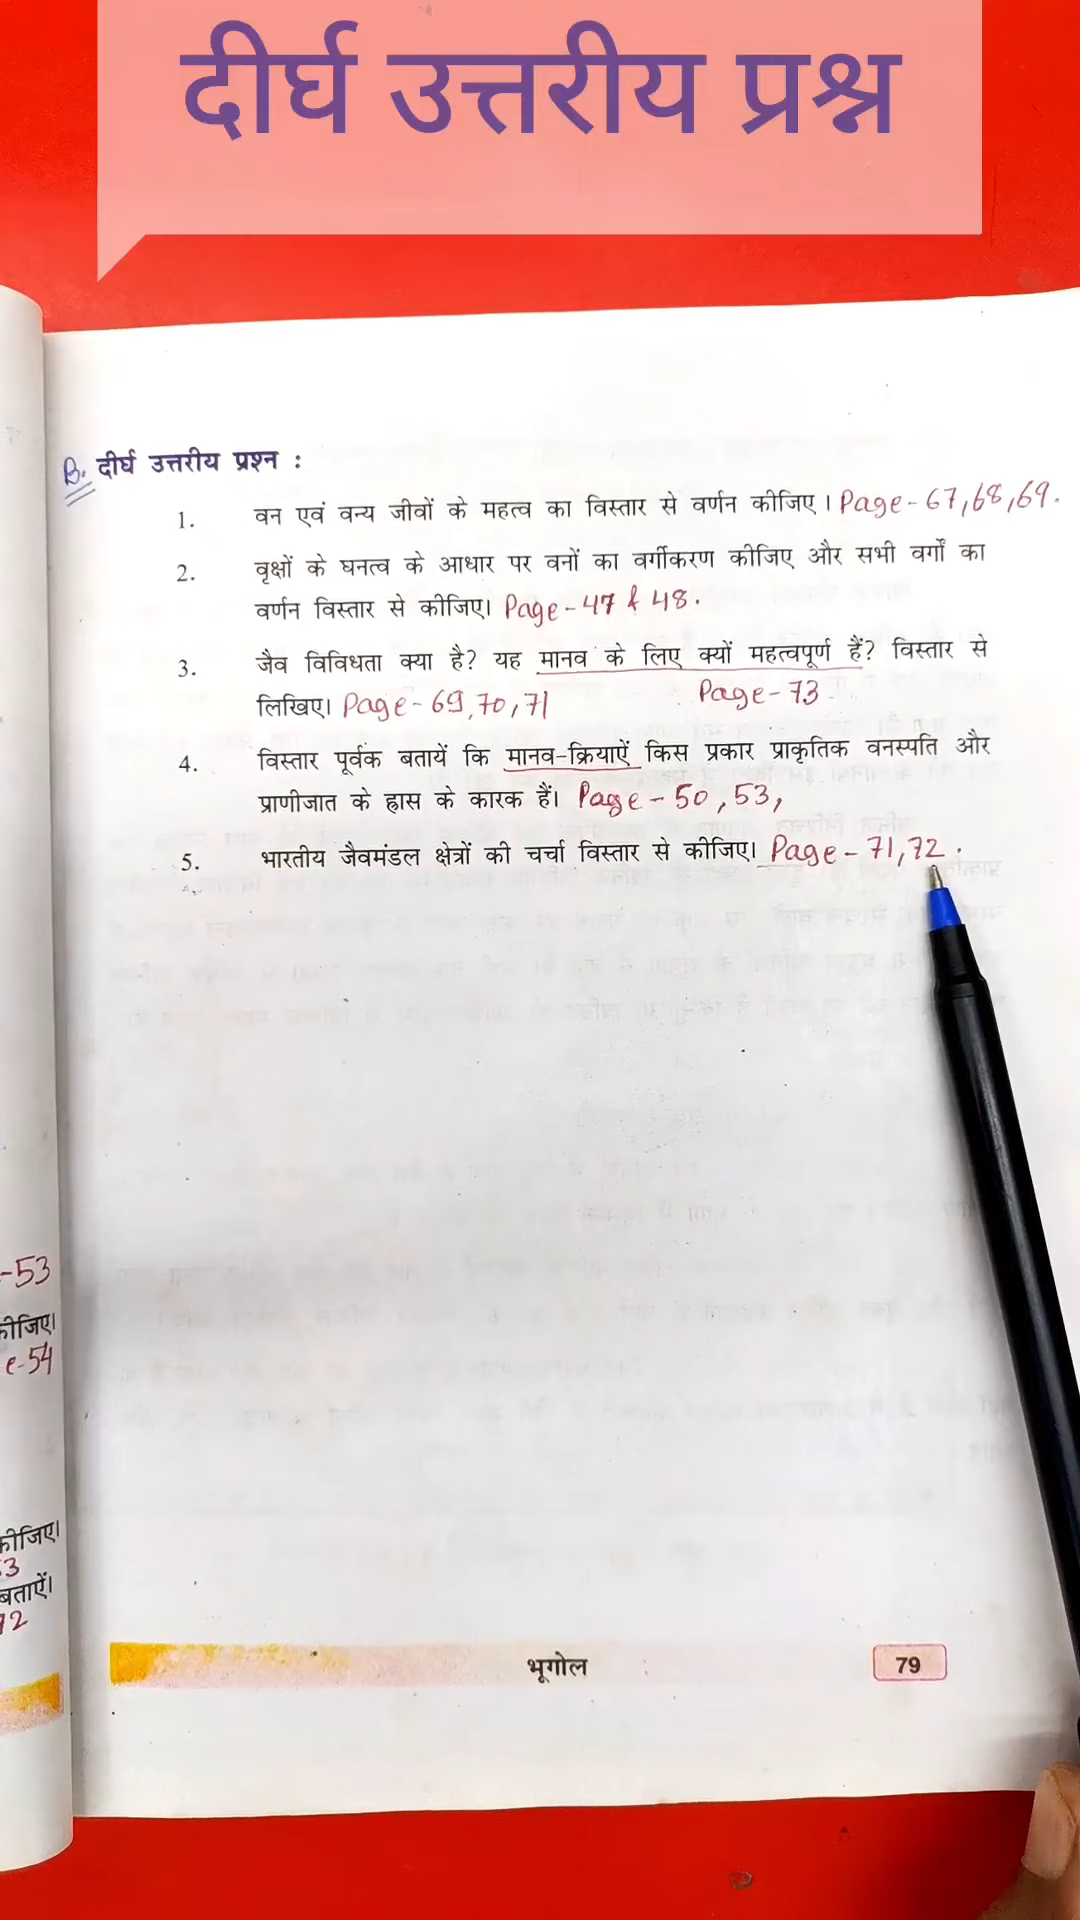 दीर्घ उत्तरीय प्रश्न
B. दीर्घ उत्तरीय प्रश्न :
1. वन एवं वन्य जीवों के महत्व का विस्तार से वर्णन कीजिए। Page-67,68,69.
2. वृक्षों के घनत्व के आधार पर वनों का वर्गीकरण कीजिए और सभी वर्गों का
वर्णन विस्तार से कीजिए। Page-47 & 48.
3. जैव विविधता क्या है? यह मानव के लिए क्यों महत्वपूर्ण हैं? विस्तार से
लिखिए। Page-69,70,71 Page-73
4. विस्तार पूर्वक बतायें कि मानव-क्रियाऐं किस प्रकार प्राकृतिक वनस्पति और
प्राणीजात के ह्रास के कारक हैं। Page-50,53,
5. भारतीय जैवमंडल क्षेत्रों की चर्चा विस्तार से कीजिए। Page-71,72.
-53
कीजिए।
e-54
कीजिए।
53
बताऐं।
72
भूगोल 79